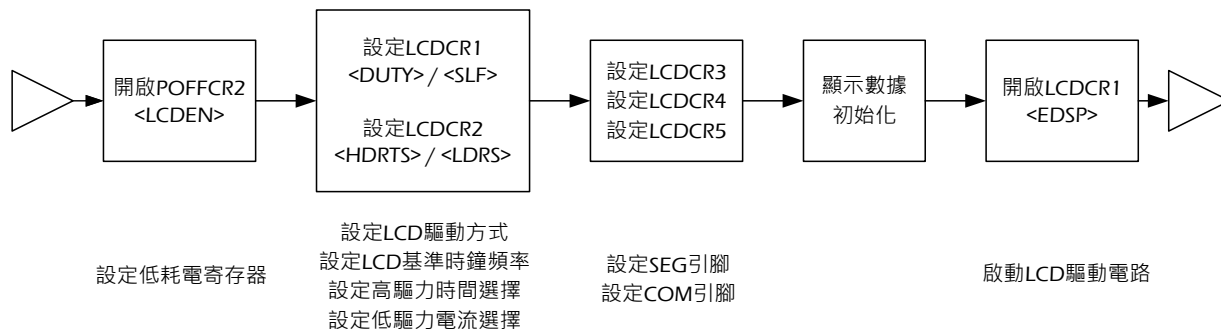 開啟POFFCR2
<LCDEN>
設定LCDCR1
<DUTY> / <SLF>
設定LCDCR2
<HDRTS> / <LDRS>
設定LCDCR3
設定LCDCR4
設定LCDCR5
顯示數據
初始化
開啟LCDCR1
<EDSP>
設定低耗電寄存器
設定LCD驅動方式
設定LCD基準時鐘頻率
設定高驅力時間選擇
設定低驅力電流選擇
設定SEG引腳
設定COM引腳
啟動LCD驅動電路